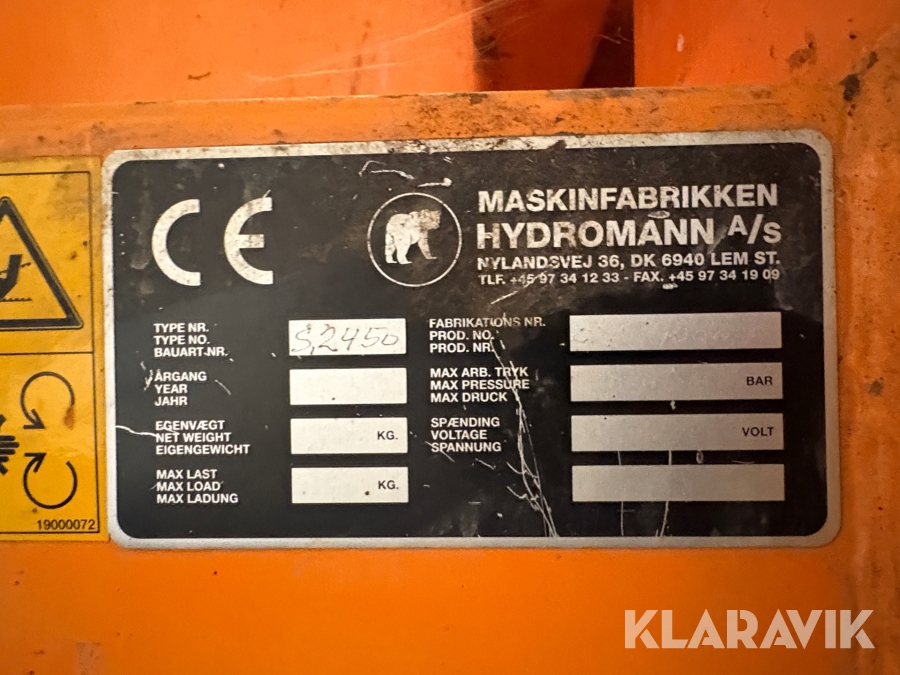 CE
MASKINFABRIKKEN
HYDROMANN A/S
NYLANDSVEJ 36, DK 6940 LEM ST.
TLF. +45 97 34 12 33 - FAX. +45 97 34 19 09
TYPE NR.
TYPE NO.
BAUART-NR.
S,2450
FABRIKATIONS NR.
PROD. NO.
PROD. NR.
ÅRGANG
YEAR
JAHR
MAX ARB. TRYK
MAX PRESSURE
MAX DRUCK
BAR
EGENVÆGT
NET WEIGHT
EIGENGEWICHT
KG.
SPÆNDING
VOLTAGE
SPANNUNG
VOLT
MAX LAST
MAX LOAD
MAX LADUNG
KG.
19000072
KLARAVIK